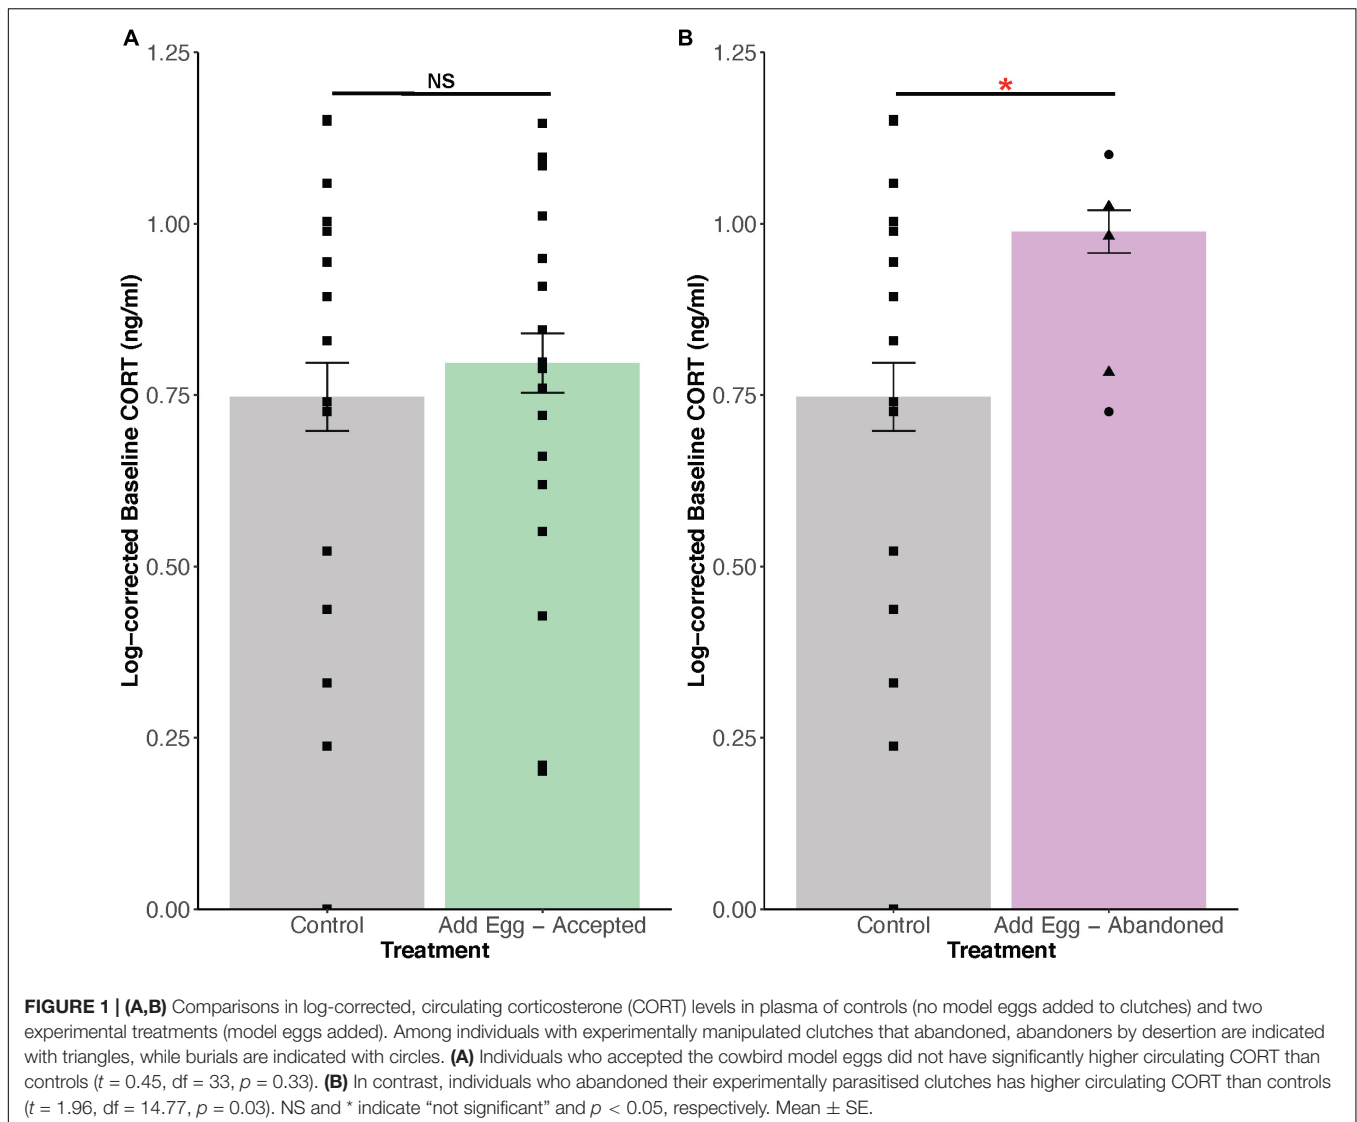 A
1.25
NS
1.00
0.75
0.50
0.25
0.00
Log−corrected Baseline CORT (ng/ml)
Control
Add Egg − Accepted
Treatment
B
1.25
*
1.00
0.75
0.50
0.25
0.00
Log−corrected Baseline CORT (ng/ml)
Control
Add Egg − Abandoned
Treatment
FIGURE 1 | (A,B) Comparisons in log-corrected, circulating corticosterone (CORT) levels in plasma of controls (no model eggs added to clutches) and two
experimental treatments (model eggs added). Among individuals with experimentally manipulated clutches that abandoned, abandoners by desertion are indicated
with triangles, while burials are indicated with circles. (A) Individuals who accepted the cowbird model eggs did not have significantly higher circulating CORT than
controls (t = 0.45, df = 33, p = 0.33). (B) In contrast, individuals who abandoned their experimentally parasitised clutches has higher circulating CORT than controls
(t = 1.96, df = 14.77, p = 0.03). NS and * indicate “not significant” and p < 0.05, respectively. Mean ± SE.